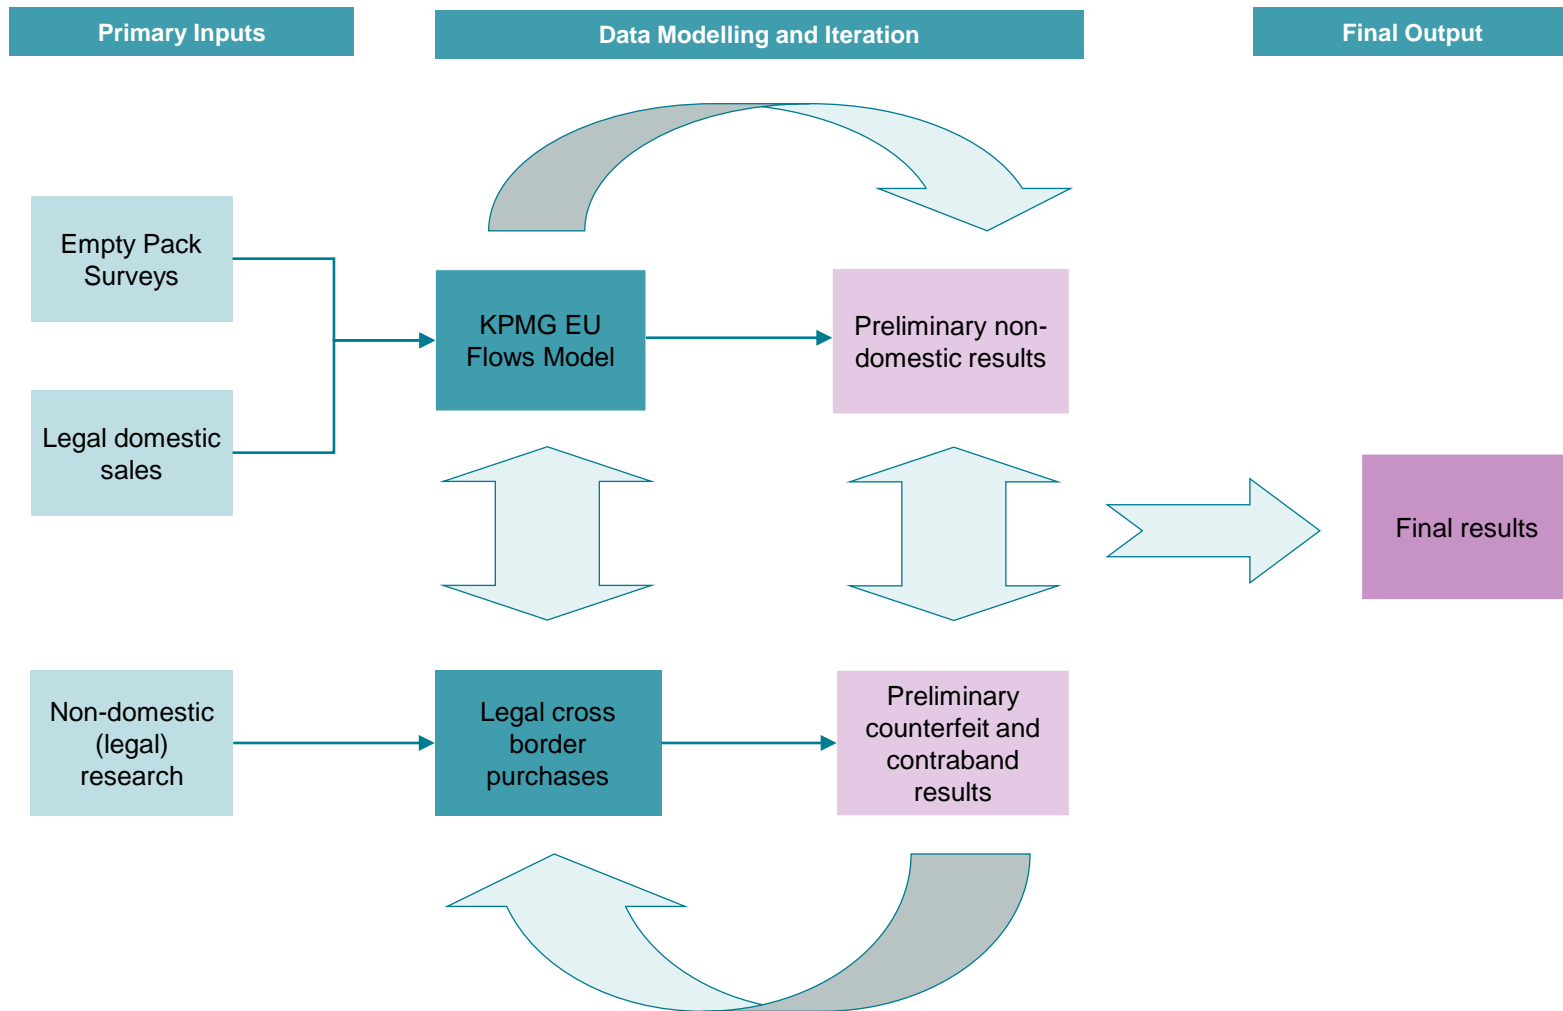 Primary Inputs
Data Modelling and Iteration
Final Output
Empty Pack
Surveys
KPMG EU
Flows Model
Preliminary non-
domestic results
Legal domestic
sales
Final results
Non-domestic
(legal)
research
Legal cross
border
purchases
Preliminary
counterfeit and
contraband
results